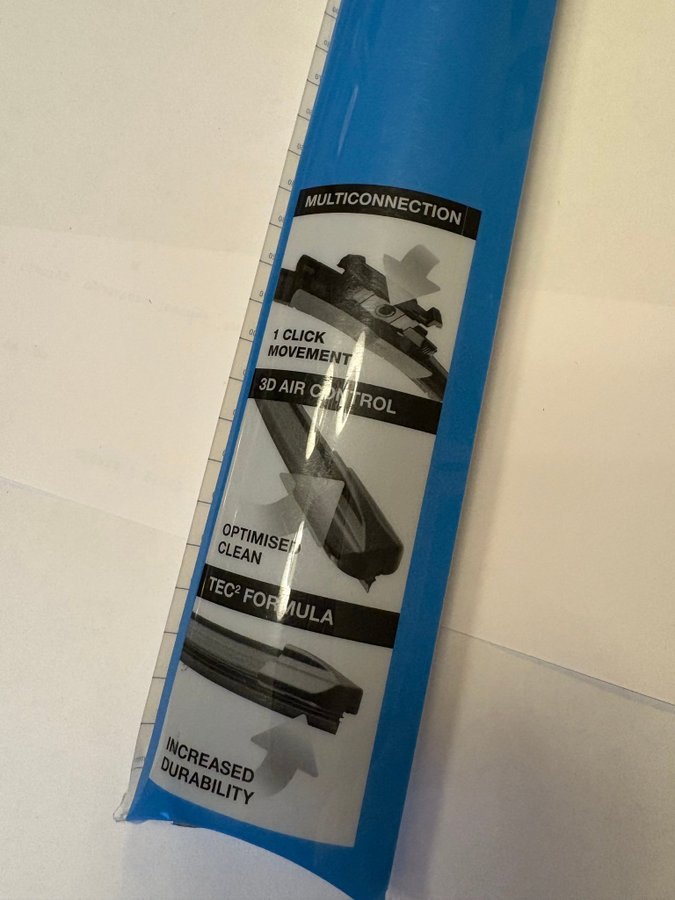 MULTICONNECTION
1 CLICK
MOVEMENT
3D AIR CONTROL
OPTIMISED
CLEAN
TEC² FORMULA
INCREASED
DURABILITY